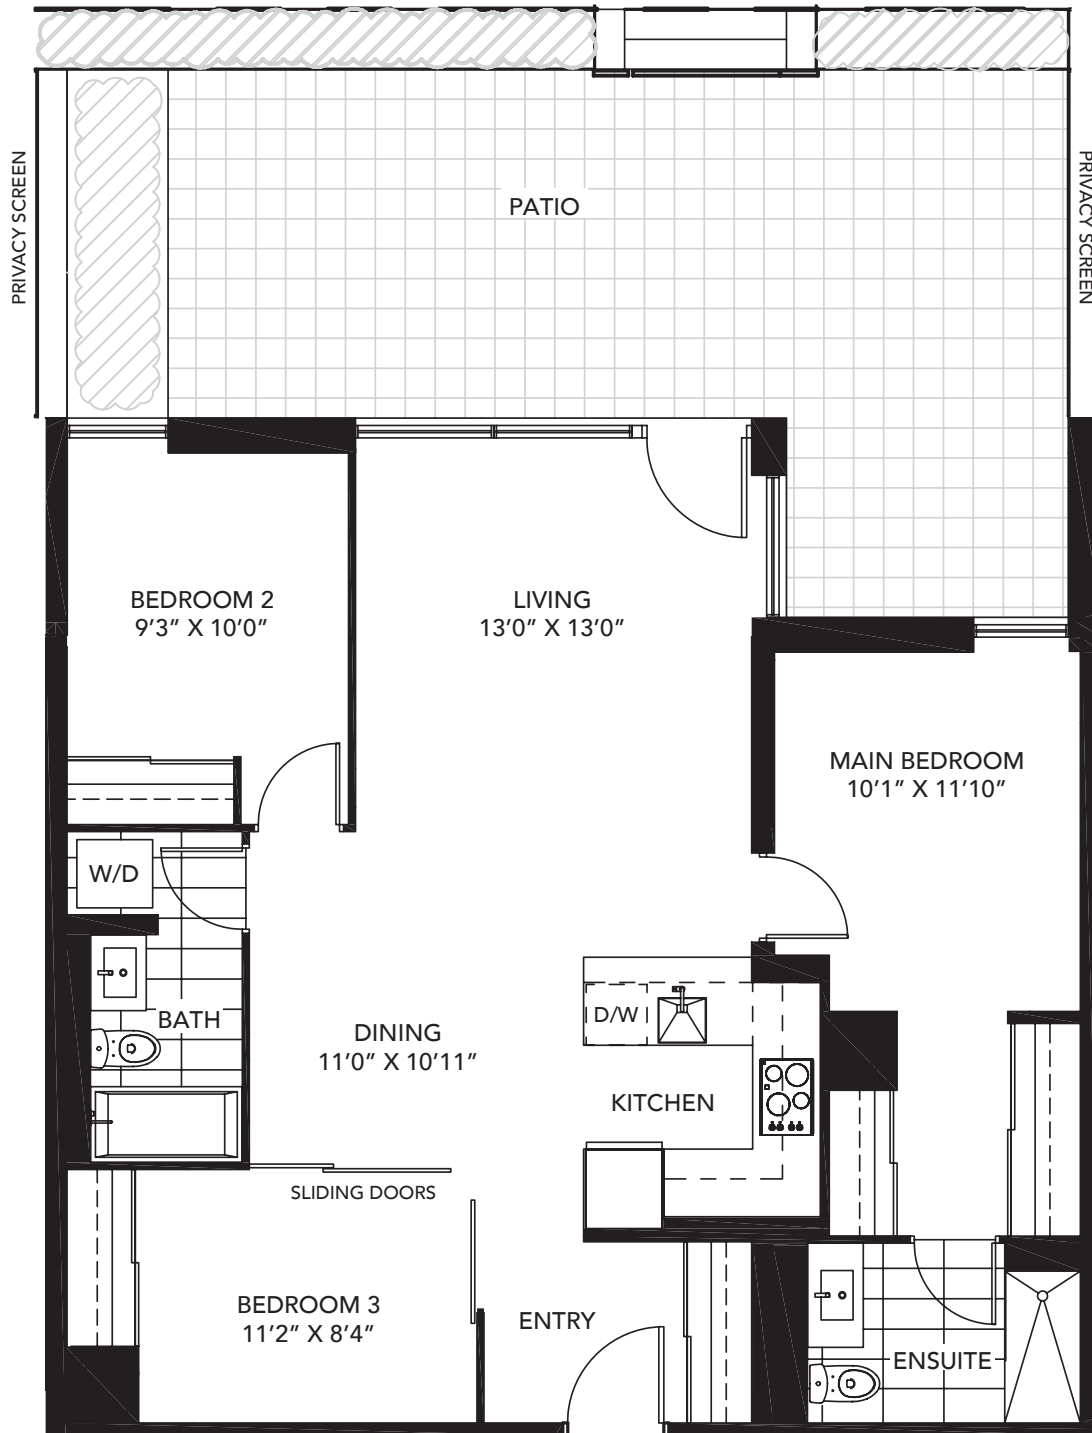 PATIO
PRIVACY SCREEN
PRIVACY SCREEN
BEDROOM 2
9’3” X 10’0”
LIVING
13’0” X 13’0”
MAIN BEDROOM
10’1” X 11’10”
W/D
BATH
DINING
11’0” X 10’11”
D/W
KITCHEN
SLIDING DOORS
BEDROOM 3
11’2” X 8’4”
ENTRY
ENSUITE